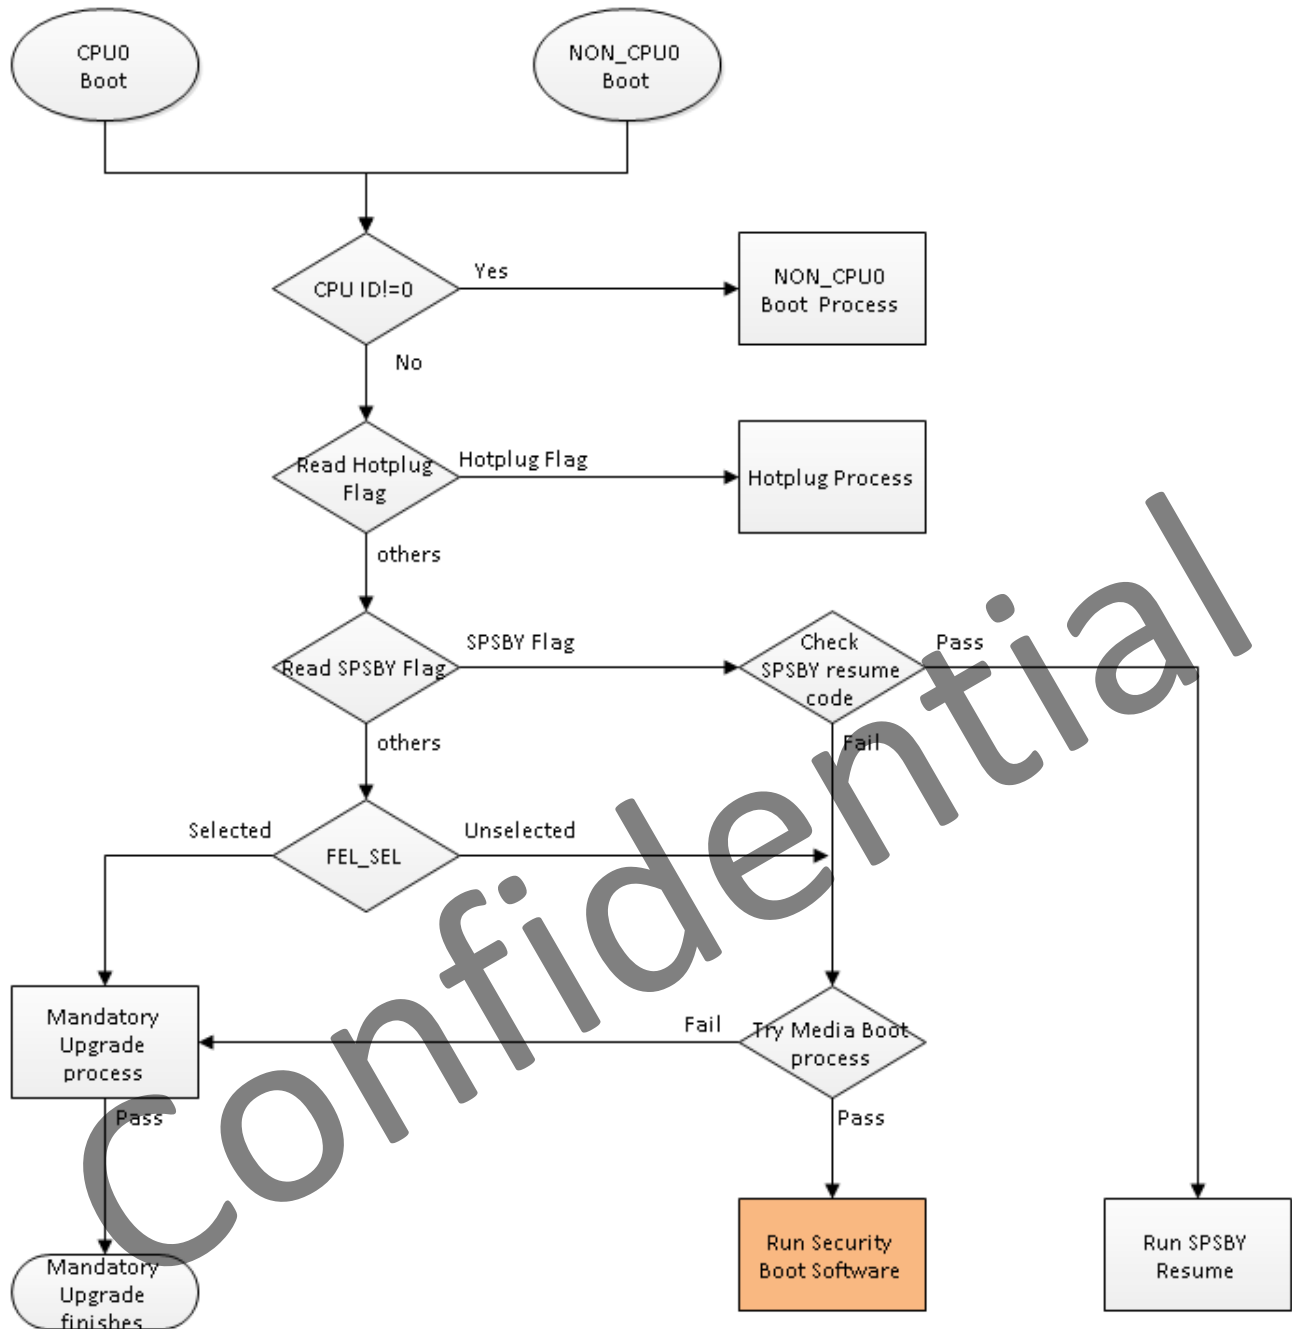 CPU0
Boot
NON_CPU0
Boot
CPU ID!=0
Yes
NON_CPU0
Boot Process
No
Read Hotplug
Flag
Hotplug Flag
Hotplug Process
others
Read SPSBY Flag
SPSBY Flag
Check
SPSBY resume
code
Pass
others
Fail
FEL_SEL
Selected
Unselected
Mandatory
Upgrade
process
Fail
Try Media Boot
process
Pass
Pass
Run Security
Boot Software
Run SPSBY
Resume
Mandatory
Upgrade
finishes
Confidential